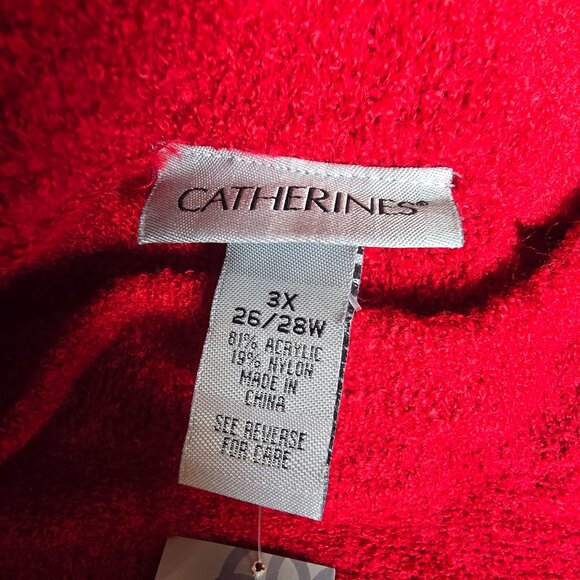 CATHERINES®
3X
26/28W
81% ACRYLIC
19% NYLON
MADE IN
CHINA
SEE REVERSE
FOR CARE